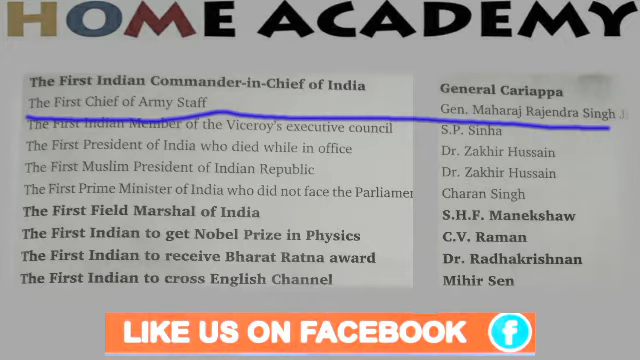 HOME ACADEMY
The First Indian Commander-in-Chief of India General Cariappa
The First Chief of Army Staff Gen. Maharaj Rajendra Singh J
The First Indian Member of the Viceroy's executive council S.P. Sinha
The First President of India who died while in office Dr. Zakhir Hussain
The First Muslim President of Indian Republic Dr. Zakhir Hussain
The First Prime Minister of India who did not face the Parliamen Charan Singh
The First Field Marshal of India S.H.F. Manekshaw
The First Indian to get Nobel Prize in Physics C.V. Raman
The First Indian to receive Bharat Ratna award Dr. Radhakrishnan
The First Indian to cross English Channel Mihir Sen
LIKE US ON FACEBOOK f